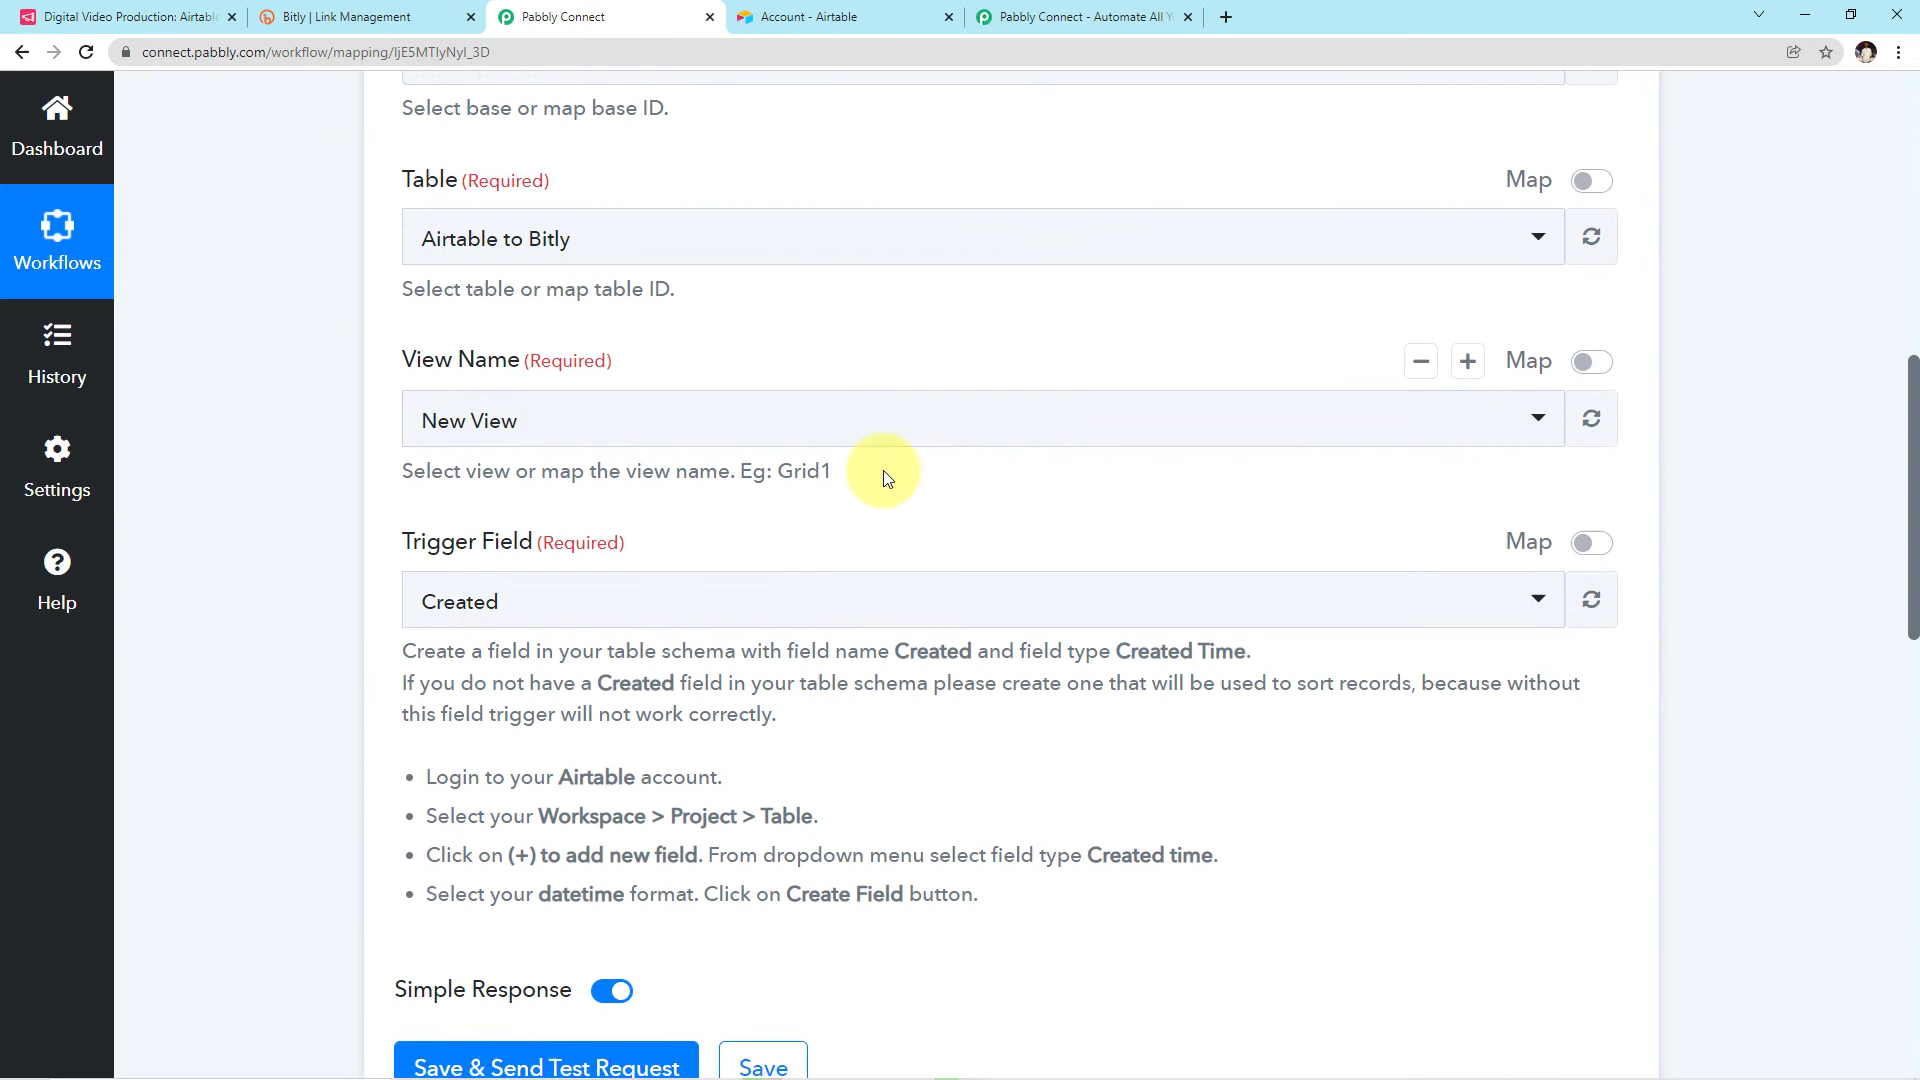 Digital Video Production: Airtabl
Bitly | Link Management
Pabbly Connect
Account - Airtable
Pabbly Connect - Automate All Y
connect.pabbly.com/workflow/mapping/IjE5MTIyNyI_3D
Dashboard
Workflows
History
Settings
Help
Select base or map base ID.
Table (Required)
Map
Airtable to Bitly
Select table or map table ID.
View Name (Required)
Map
New View
Select view or map the view name. Eg: Grid1
Trigger Field (Required)
Map
Created
Create a field in your table schema with field name Created and field type Created Time.
If you do not have a Created field in your table schema please create one that will be used to sort records, because without
this field trigger will not work correctly.
• Login to your Airtable account.
• Select your Workspace > Project > Table.
• Click on (+) to add new field. From dropdown menu select field type Created time.
• Select your datetime format. Click on Create Field button.
Simple Response
Save & Send Test Request
Save